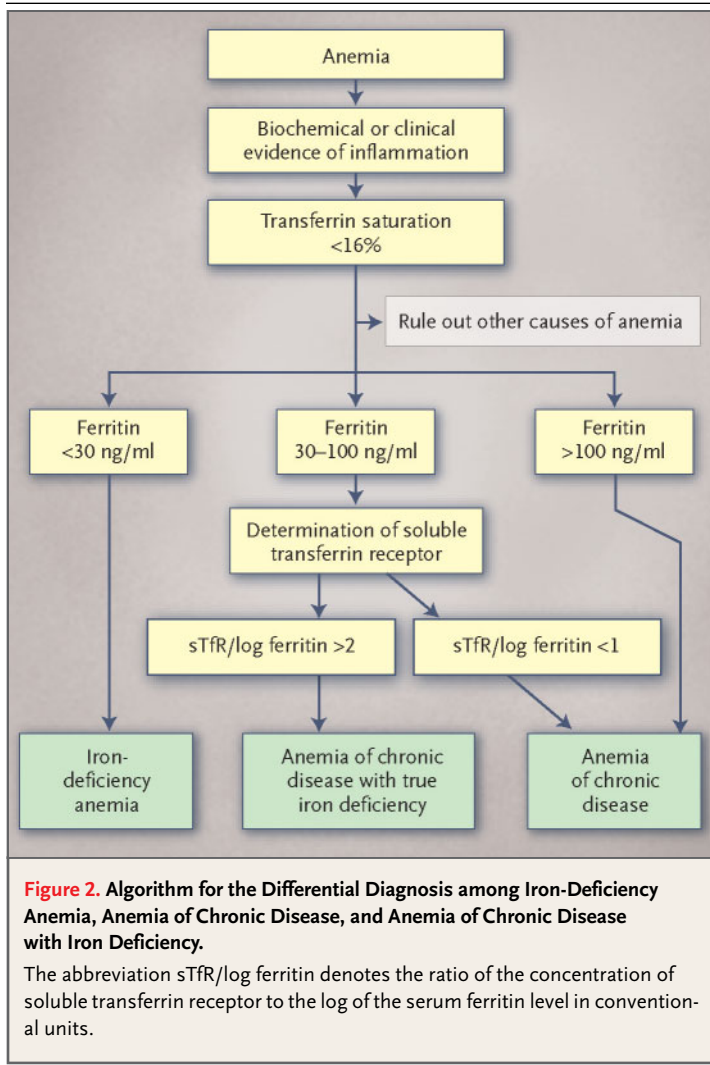 Anemia
Biochemical or clinical
evidence of inflammation
Transferrin saturation
<16%
Rule out other causes of anemia
Ferritin
<30 ng/ml
Ferritin
30–100 ng/ml
Ferritin
>100 ng/ml
Determination of soluble
transferrin receptor
sTfR/log ferritin >2
sTfR/log ferritin <1
Iron-
deficiency
anemia
Anemia of chronic
disease with true
iron deficiency
Anemia
of chronic
disease
Figure 2. Algorithm for the Differential Diagnosis among Iron-Deficiency
Anemia, Anemia of Chronic Disease, and Anemia of Chronic Disease
with Iron Deficiency.
The abbreviation sTfR/log ferritin denotes the ratio of the concentration of
soluble transferrin receptor to the log of the serum ferritin level in convention-
al units.